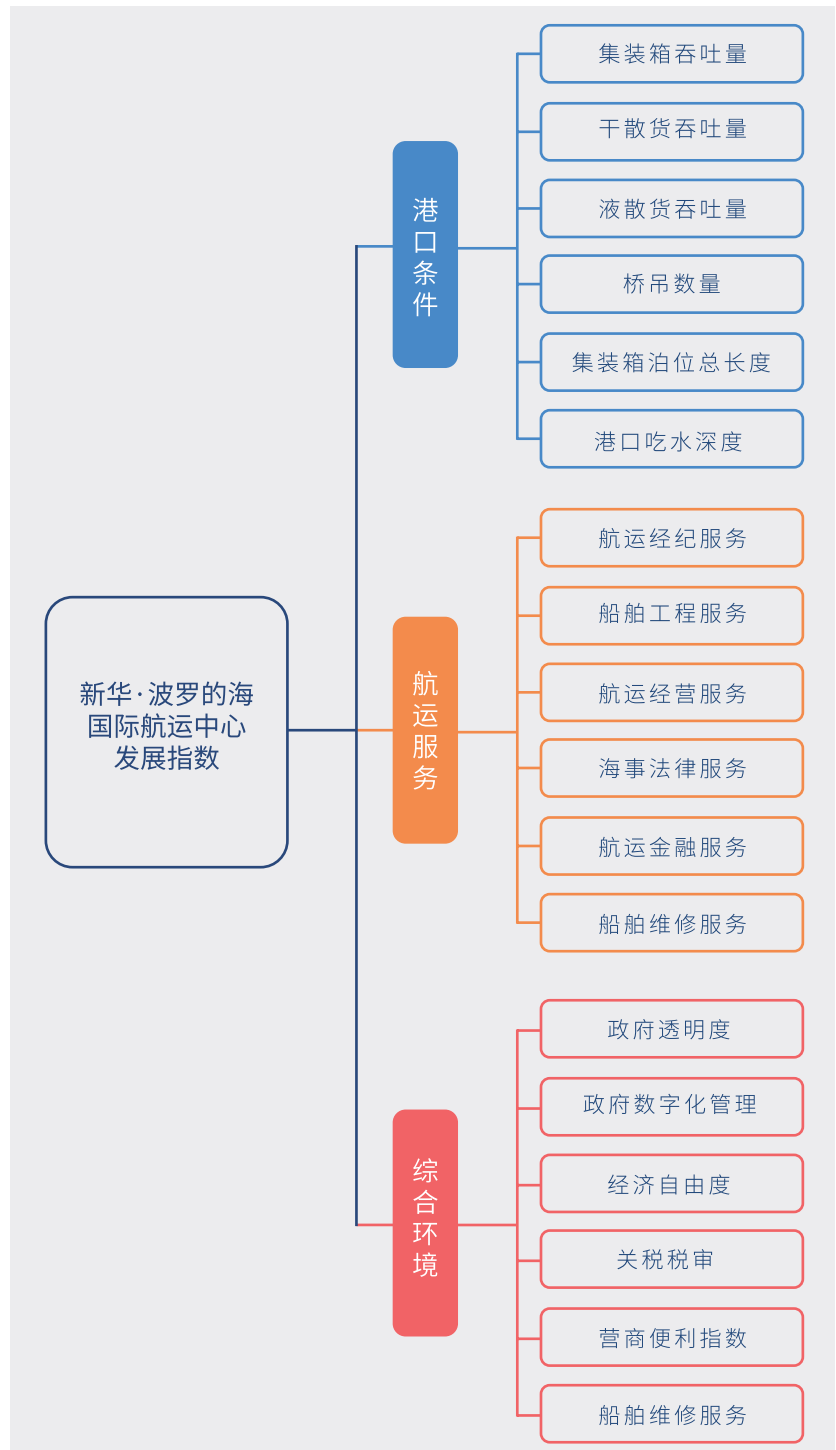 新华·波罗的海
国际航运中心
发展指数
港口条件
集装箱吞吐量
干散货吞吐量
液散货吞吐量
桥吊数量
集装箱泊位总长度
港口吃水深度
航运服务
航运经纪服务
船舶工程服务
航运经营服务
海事法律服务
航运金融服务
船舶维修服务
综合环境
政府透明度
政府数字化管理
经济自由度
关税税审
营商便利指数
船舶维修服务